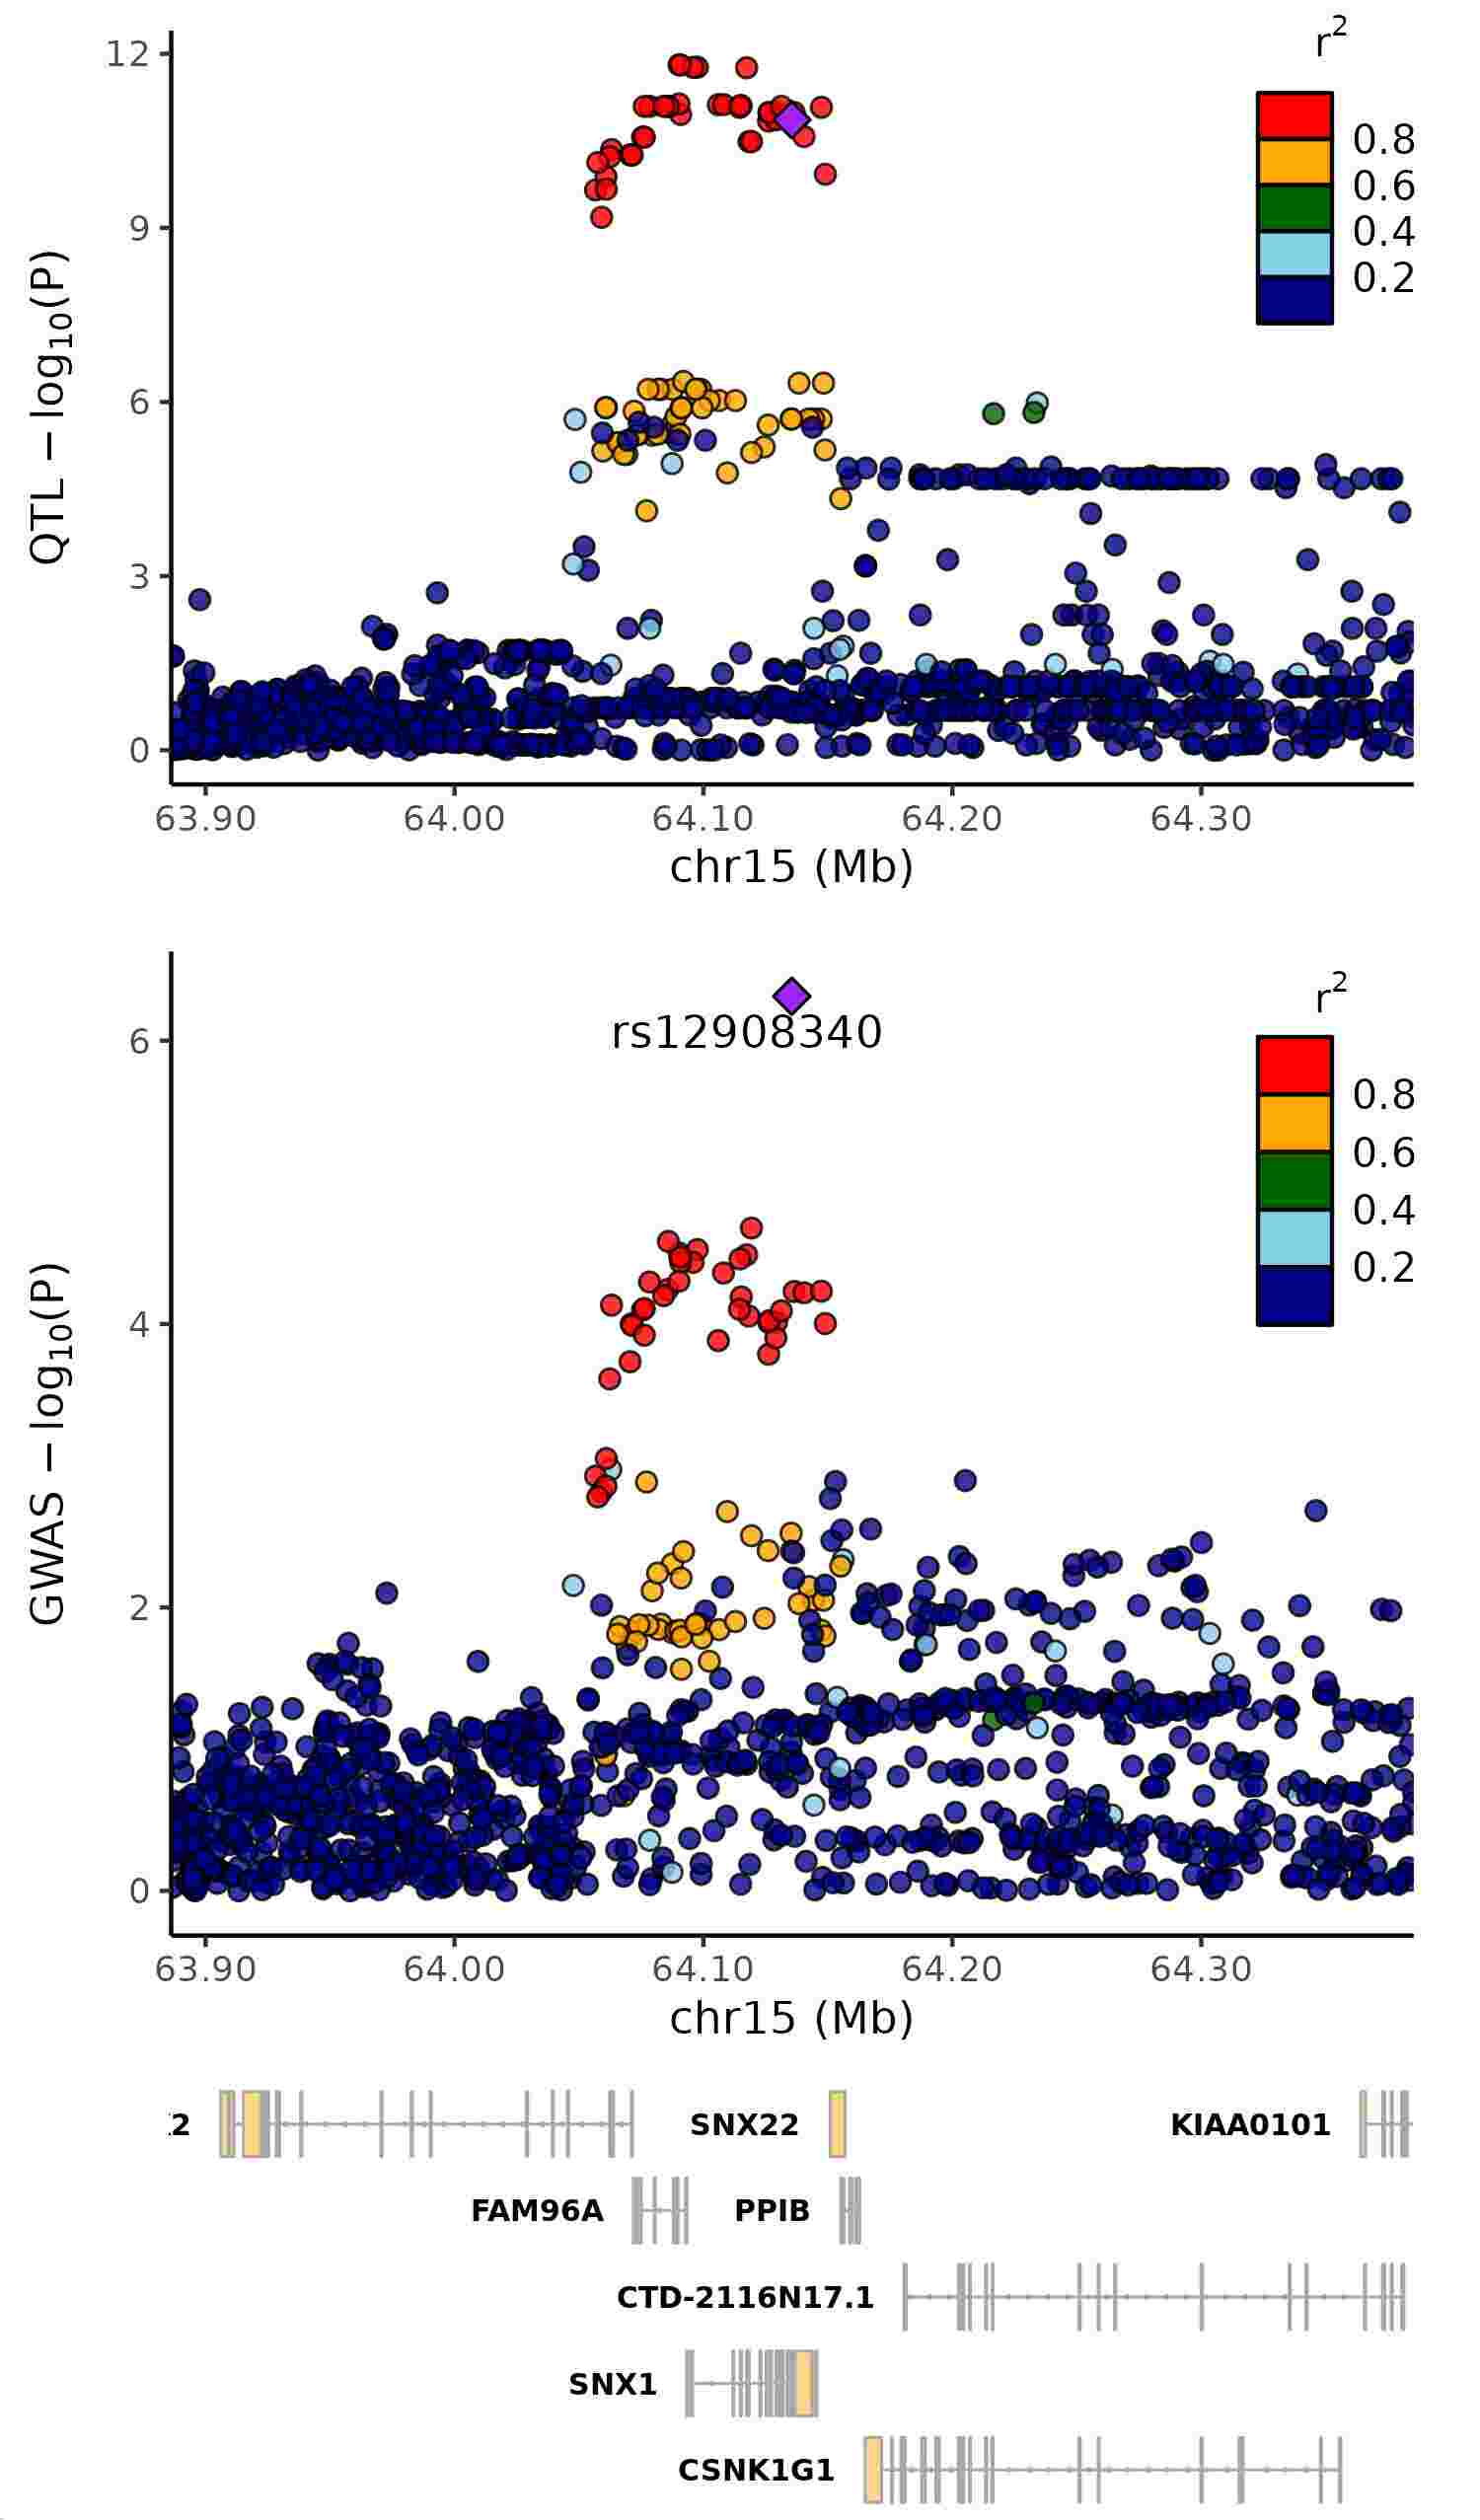 r2
12
9
6
3
0
0.8
0.6
0.4
0.2
QTL − log10(P)
63.90 64.00 64.10 64.20 64.30
chr15 (Mb)
r2
6
4
2
0
rs12908340
0.8
0.6
0.4
0.2
GWAS − log10(P)
63.90 64.00 64.10 64.20 64.30
chr15 (Mb)
2 SNX22 KIAA0101
FAM96A PPIB
CTD-2116N17.1
SNX1
CSNK1G1